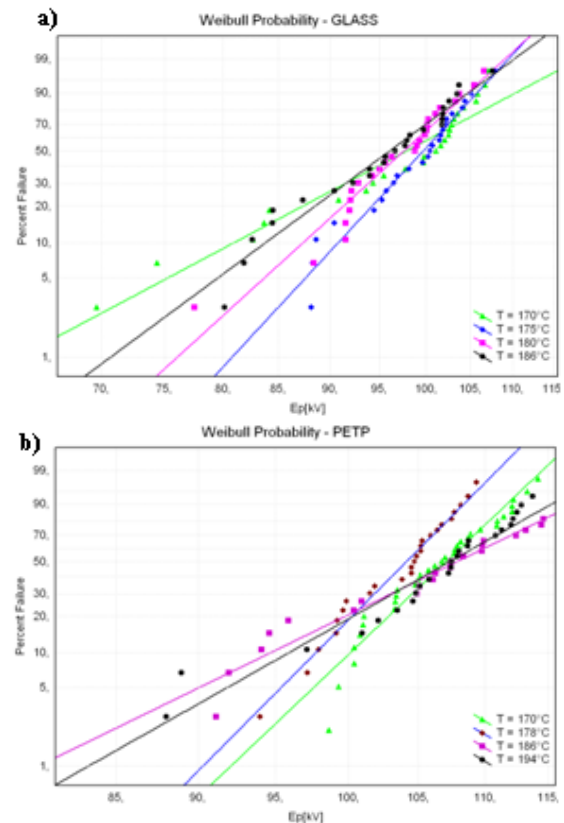 a)
Weibull Probability - GLASS
99,
90,
70,
50,
30,
20,
10,
5,
1,
Percent Failure
T = 170°C
T = 175°C
T = 180°C
T = 186°C
70, 75, 80, 85, 90, 95, 100, 105, 110, 115,
Ep[kV]
b)
Weibull Probability - PETP
99,
90,
70,
50,
30,
20,
10,
5,
1,
Percent Failure
T = 170°C
T = 178°C
T = 186°C
T = 194°C
85, 90, 95, 100, 105, 110, 115,
Ep[kV]